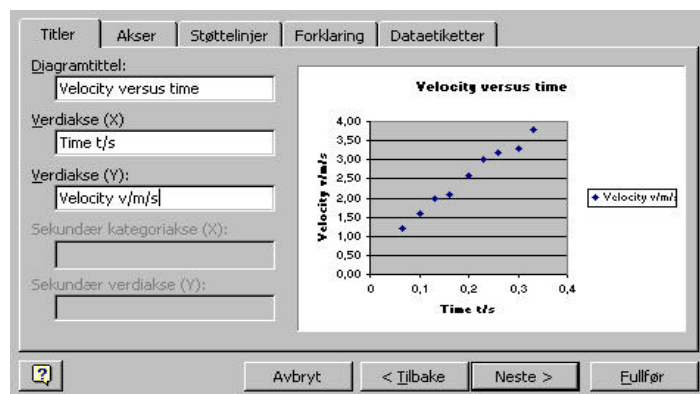 Titler Akser Støttelinjer Forklaring Dataetiketter
Diagramtittel:
Velocity versus time
Verdiakse (X)
Time t/s
Verdiakse (Y):
Velocity v/m/s
Sekundær kategoriakse (X):
Sekundær verdiakse (Y):
Velocity versus time
Velocity v/m/s
4,00
3,50
3,00
2,50
2,00
1,50
1,00
0,50
0,00
0 0,1 0,2 0,3 0,4
Time t/s
Velocity v/m/s
? Avbryt < Tilbake Neste > Fullfør